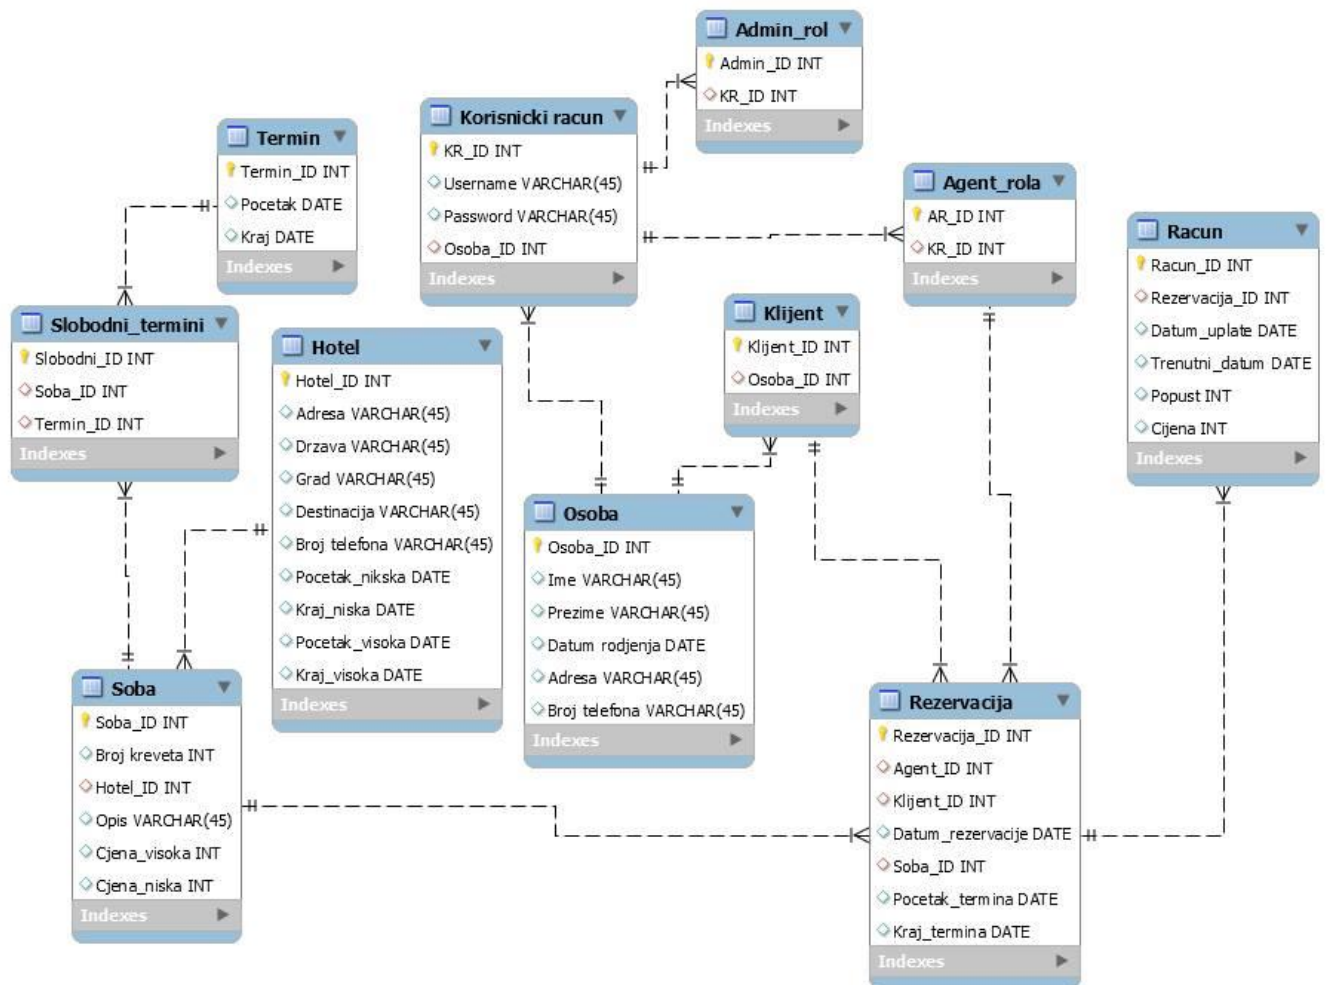 Admin_rol
Admin_ID INT
KR_ID INT
Indexes
Korisnicki racun
KR_ID INT
Username VARCHAR(45)
Password VARCHAR(45)
Osoba_ID INT
Indexes
Termin
Termin_ID INT
Pocetak DATE
Kraj DATE
Indexes
Agent_rola
AR_ID INT
KR_ID INT
Indexes
Racun
Racun_ID INT
Rezervacija_ID INT
Datum_uplate DATE
Trenutni_datum DATE
Popust INT
Cijena INT
Indexes
Slobodni_termini
Slobodni_ID INT
Soba_ID INT
Termin_ID INT
Indexes
Hotel
Hotel_ID INT
Adresa VARCHAR(45)
Drzava VARCHAR(45)
Grad VARCHAR(45)
Destinacija VARCHAR(45)
Broj telefona VARCHAR(45)
Pocetak_nikska DATE
Kraj_niska DATE
Pocetak_visoka DATE
Kraj_visoka DATE
Indexes
Klijent
Klijent_ID INT
Osoba_ID INT
Indexes
Osoba
Osoba_ID INT
Ime VARCHAR(45)
Prezime VARCHAR(45)
Datum rodjenja DATE
Adresa VARCHAR(45)
Broj telefona VARCHAR(45)
Indexes
Soba
Soba_ID INT
Broj kreveta INT
Hotel_ID INT
Opis VARCHAR(45)
Cjena_visoka INT
Cjena_niska INT
Indexes
Rezervacija
Rezervacija_ID INT
Agent_ID INT
Klijent_ID INT
Datum_rezervacije DATE
Soba_ID INT
Pocetak_termina DATE
Kraj_termina DATE
Indexes